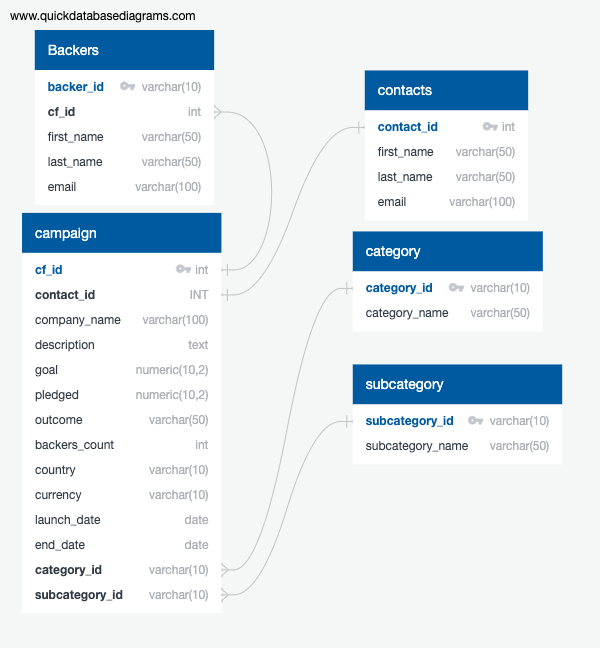 www.quickdatabasediagrams.com
Backers
backer_id varchar(10)
cf_id int
first_name varchar(50)
last_name varchar(50)
email varchar(100)
contacts
contact_id int
first_name varchar(50)
last_name varchar(50)
email varchar(100)
campaign
cf_id int
contact_id INT
company_name varchar(100)
description text
goal numeric(10,2)
pledged numeric(10,2)
outcome varchar(50)
backers_count int
country varchar(10)
currency varchar(10)
launch_date date
end_date date
category_id varchar(10)
subcategory_id varchar(10)
category
category_id varchar(10)
category_name varchar(50)
subcategory
subcategory_id varchar(10)
subcategory_name varchar(50)